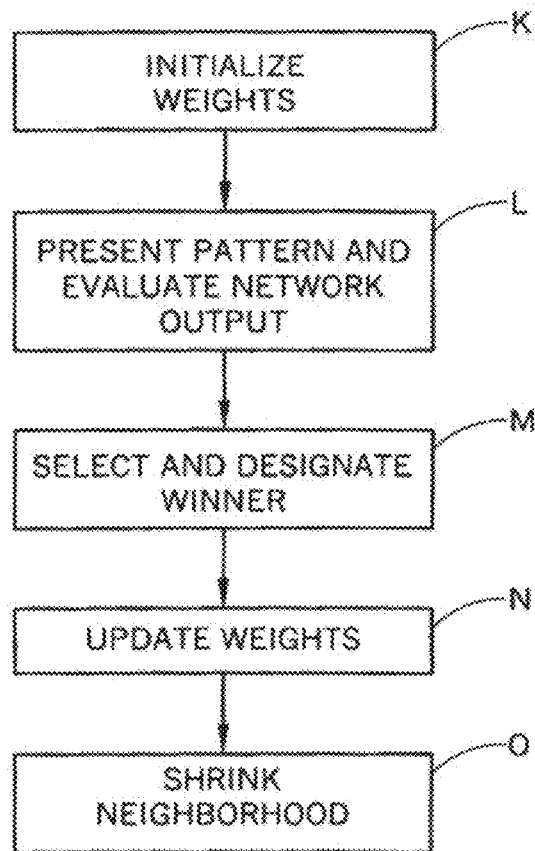 K
INITIALIZE
WEIGHTS
L
PRESENT PATTERN AND
EVALUATE NETWORK
OUTPUT
M
SELECT AND DESIGNATE
WINNER
N
UPDATE WEIGHTS
O
SHRINK
NEIGHBORHOOD